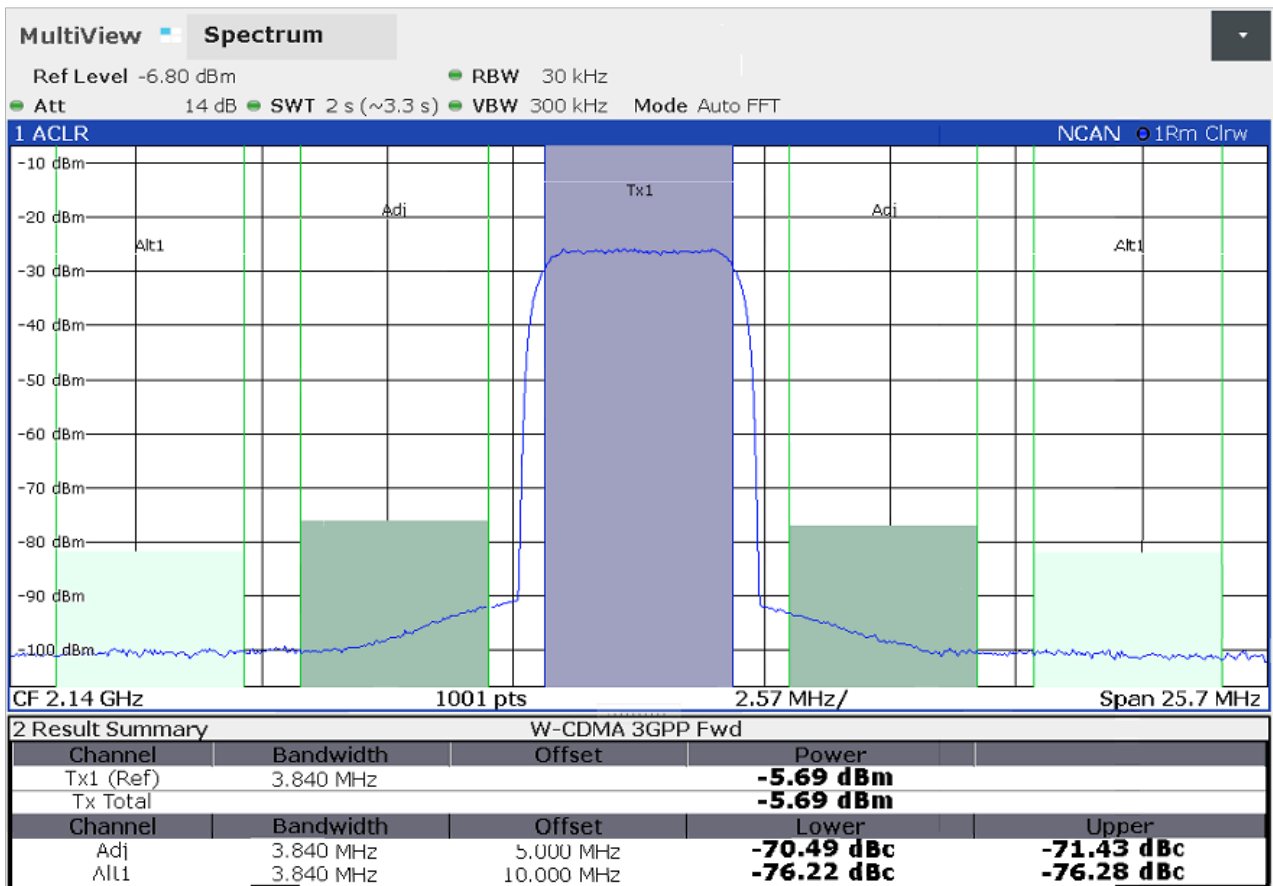 MultiView Spectrum
Ref Level -6.80 dBm RBW 30 kHz
Att 14 dB SWT 2 s (~3.3 s) VBW 300 kHz Mode Auto FFT
1 ACLR NCAN 1Rm Clrw
-10 dBm
Tx1
-20 dBm Adj Adj
Alt1 Alt1
-30 dBm
-40 dBm
-50 dBm
-60 dBm
-70 dBm
-80 dBm
-90 dBm
-100 dBm
CF 2.14 GHz 1001 pts 2.57 MHz/ Span 25.7 MHz
2 Result Summary W-CDMA 3GPP Fwd
Channel Bandwidth Offset Power
Tx1 (Ref) 3.840 MHz -5.69 dBm
Tx Total -5.69 dBm
Channel Bandwidth Offset Lower Upper
Adj 3.840 MHz 5.000 MHz -70.49 dBc -71.43 dBc
Alt1 3.840 MHz 10.000 MHz -76.22 dBc -76.28 dBc